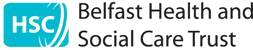 HSC
Belfast Health and
Social Care Trust